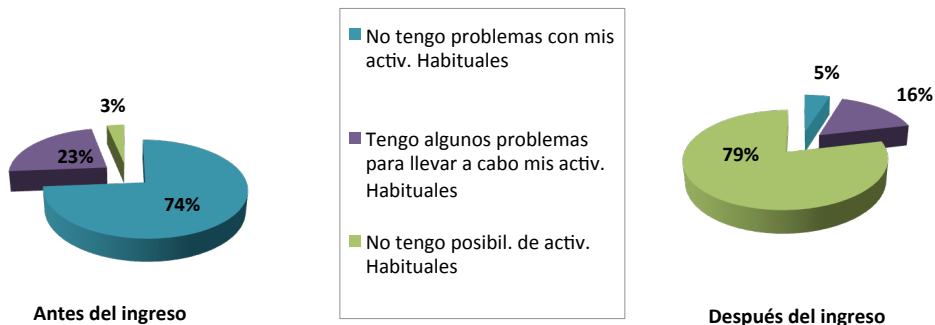 3%
23%
74%
Antes del ingreso
No tengo problemas con mis
activ. Habituales
Tengo algunos problemas
para llevar a cabo mis activ.
Habituales
No tengo posibil. de activ.
Habituales
5%
16%
79%
Después del ingreso